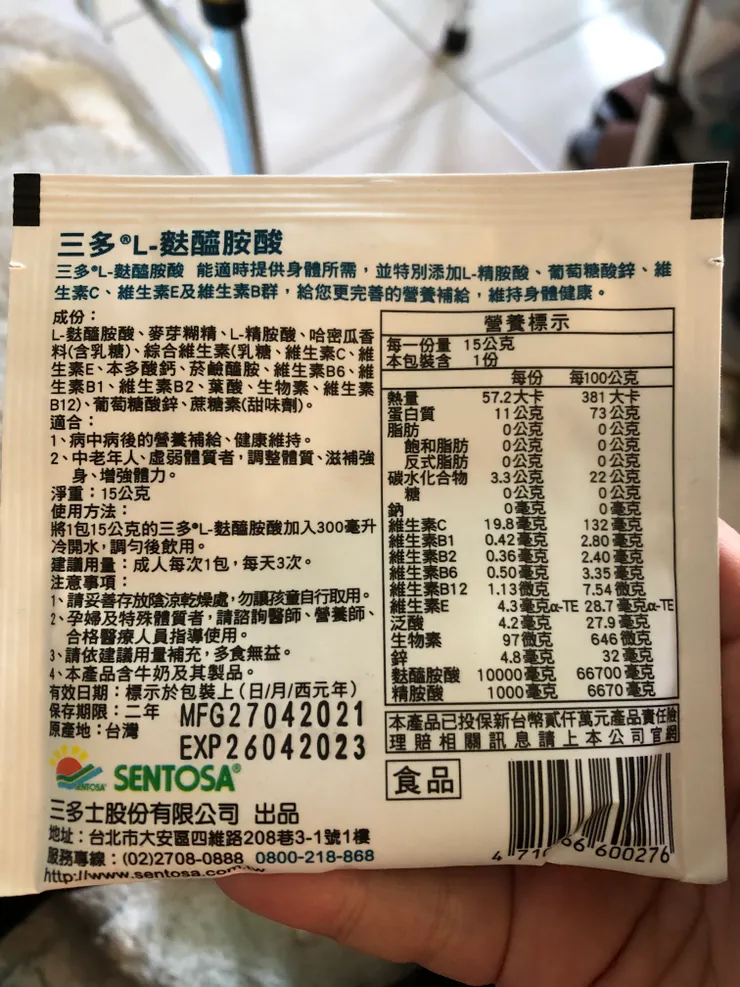 三多®L-麩醯胺酸
三多®L-麩醯胺酸 能適時提供身體所需，並特別添加L-精胺酸、葡萄糖酸鋅、維
生素C、維生素E及維生素B群，給您更完善的營養補給，維持身體健康。
成份：
L-麩醯胺酸、麥芽糊精、L-精胺酸、哈密瓜香
料(含乳糖)、綜合維生素(乳糖、維生素C、維
生素E、本多酸鈣、菸鹼醯胺、維生素B6、維
生素B1、維生素B2、葉酸、生物素、維生素
B12)、葡萄糖酸鋅、蔗糖素(甜味劑)。
適合：
1、病中病後的營養補給、健康維持。
2、中老年人、虛弱體質者，調整體質、滋補強
身、增強體力。
淨重：15公克
使用方法：
將1包15公克的三多®L-麩醯胺酸加入300毫升
冷開水，調勻後飲用。
建議用量：成人每次1包，每天3次。
注意事項：
1、請妥善存放陰涼乾燥處，勿讓孩童自行取用。
2、孕婦及特殊體質者，請諮詢醫師、營養師、
合格醫療人員指導使用。
3、請依建議用量補充，多食無益。
4、本產品含牛奶及其製品。
有效日期：標示於包裝上(日/月/西元年)
保存期限：二年
原產地：台灣
MFG27042021
EXP26042023
營養標示
每一份量 15公克
本包裝含 1份
每份 每100公克
熱量 57.2大卡 381 大卡
蛋白質 11公克 73公克
脂肪 0公克 0公克
飽和脂肪 0公克 0公克
反式脂肪 0公克 0公克
碳水化合物 3.3公克 22公克
糖 0公克 0公克
鈉 0毫克 0毫克
維生素C 19.8毫克 132毫克
維生素B1 0.42毫克 2.80毫克
維生素B2 0.36毫克 2.40毫克
維生素B6 0.50毫克 3.35毫克
維生素B12 1.13微克 7.54微克
維生素E 4.3毫克α-TE 28.7毫克α-TE
泛酸 4.2毫克 27.9毫克
生物素 97微克 646微克
鋅 4.8毫克 32毫克
麩醯胺酸 10000毫克 66700毫克
精胺酸 1000毫克 6670毫克
本產品已投保新台幣貳仟萬元產品責任險
理賠相關訊息請上本公司官網
食品
SENTOSA
SENTOSA®
三多士股份有限公司 出品
地址：台北市大安區四維路208巷3-1號1樓
服務專線：(02)2708-0888 0800-218-868
http://www.sentosa.com.tw
600276